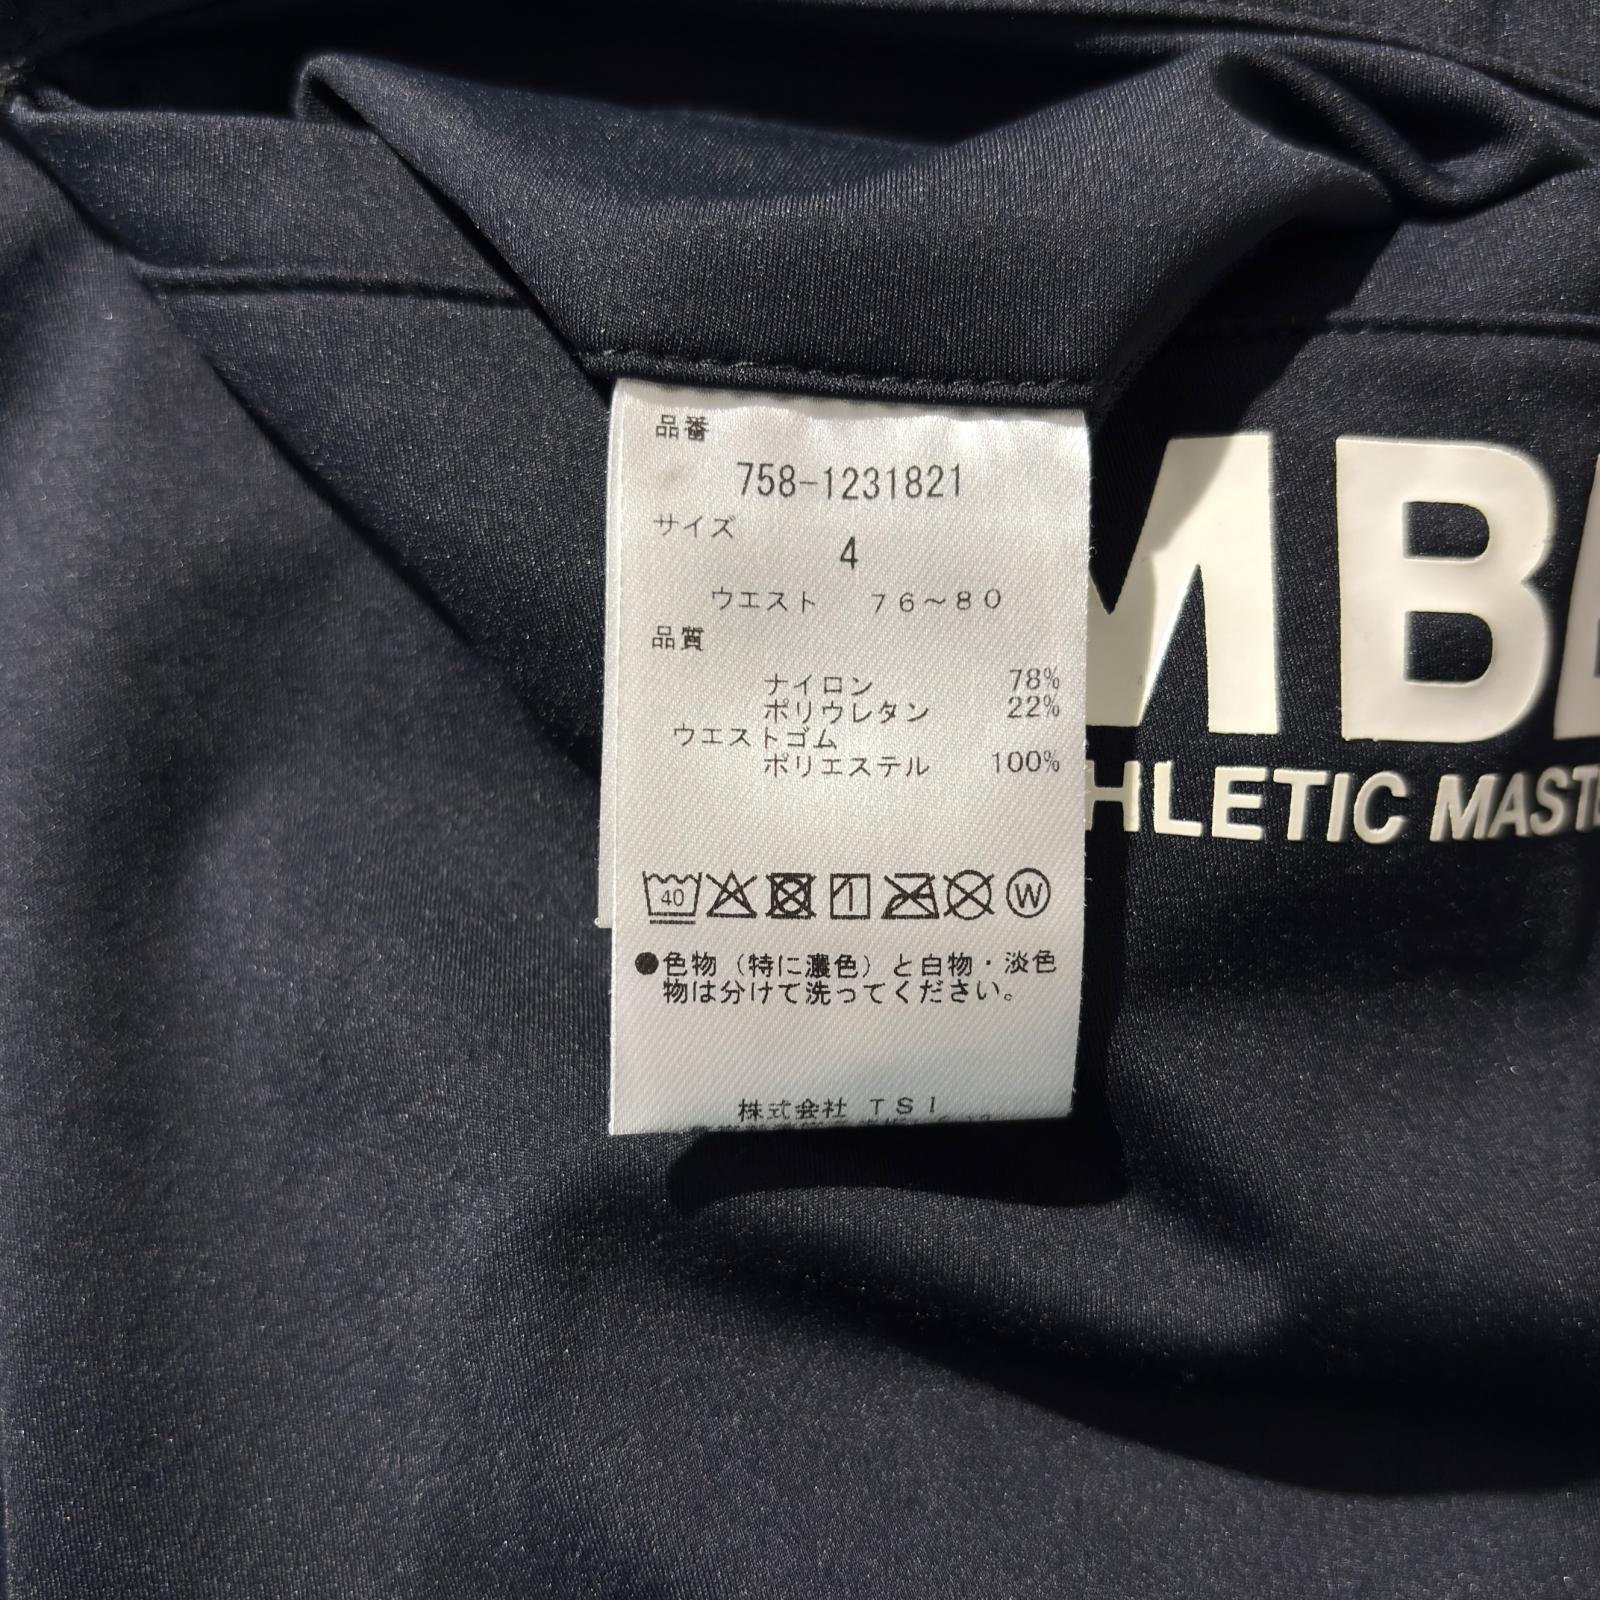 品番
758-1231821
サイズ
4
ウエスト 76～80
品質
ナイロン 78%
ポリウレタン 22%
ウエストゴム
ポリエステル 100%
40
W
●色物（特に濃色）と白物・淡色
物は分けて洗ってください。
株式会社 TSI
MB
HLETIC MAST